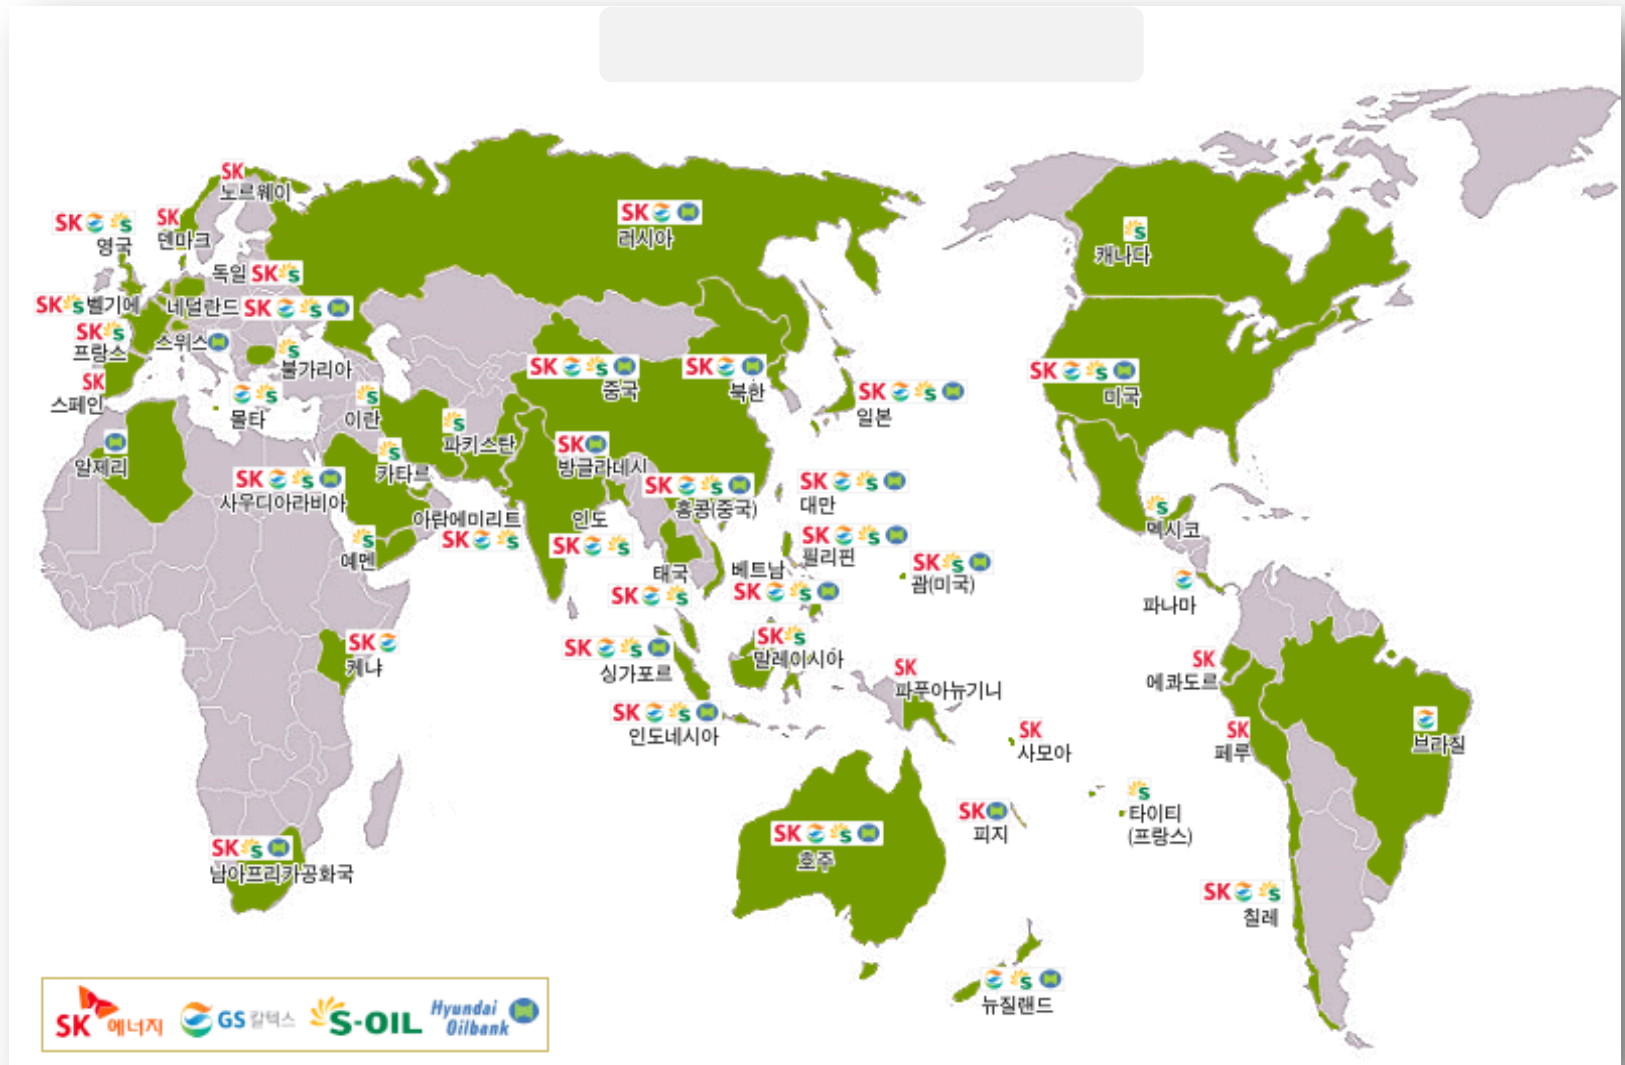 SK
노르웨이
SK S
영국
SK
덴마크
SK
러시아
S
캐나다
독일 SK S
SK S 벨기에
네덜란드 SK S
SK S
프랑스
스위스
S
불가리아
SK
스페인
S
몰타
S
이란
S
파키스탄
SK S
중국
SK
북한
SK S
일본
SK S
미국
알제리
S
카타르
SK
방글라데시
SK S
사우디아라비아
SK S
홍콩(중국)
SK S
대만
아랍에미리트
SK S
인도
SK S
S
예멘
SK S
필리핀
S
멕시코
태국
SK S
베트남
SK S
SK S
괌(미국)
파나마
SK
케냐
SK S
싱가포르
SK S
말레이시아
SK
파푸아뉴기니
SK
에콰도르
SK S
인도네시아
SK
사모아
SK
페루
브라질
S
타이티
(프랑스)
SK
피지
SK S
호주
SK S
남아프리카공화국
SK S
칠레
S
뉴질랜드
SK 에너지
GS 칼텍스
S-OIL
Hyundai
Oilbank